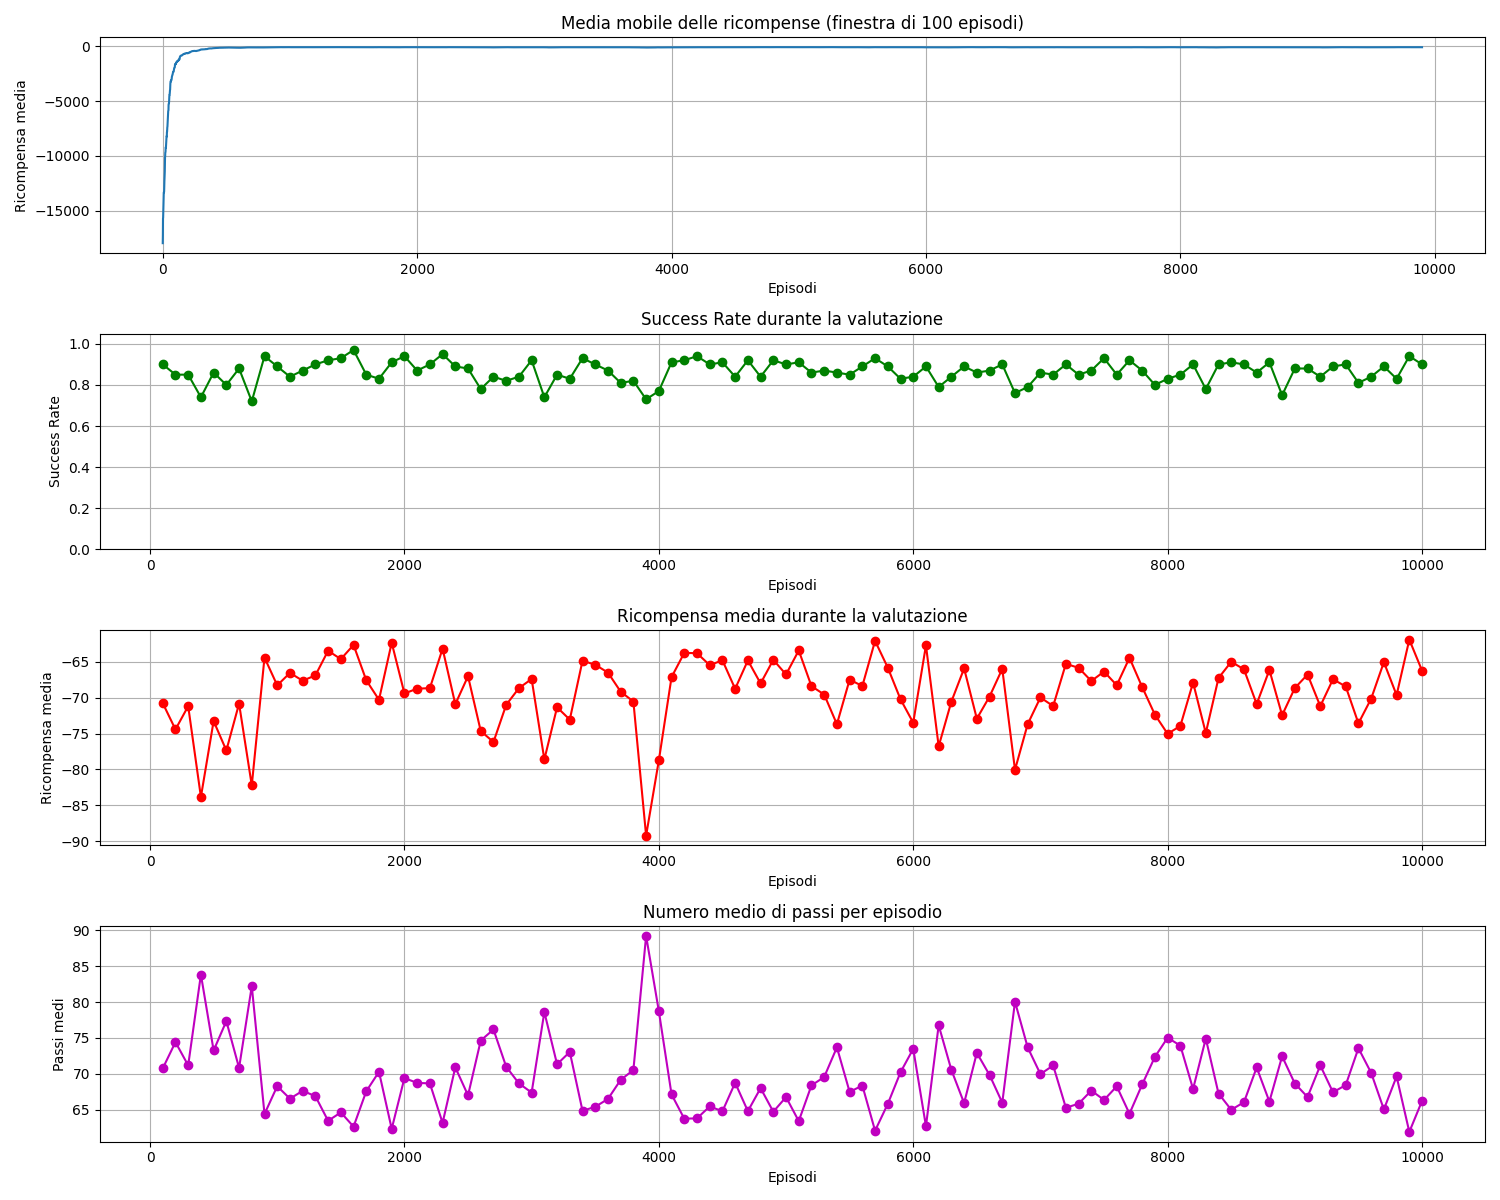 Media mobile delle ricompense (finestra di 100 episodi)
Ricompensa media
0
−5000
−10000
−15000
0 2000 4000 6000 8000 10000
Episodi
Success Rate durante la valutazione
Success Rate
1.0
0.8
0.6
0.4
0.2
0.0
0 2000 4000 6000 8000 10000
Episodi
Ricompensa media durante la valutazione
Ricompensa media
−65
−70
−75
−80
−85
−90
0 2000 4000 6000 8000 10000
Episodi
Numero medio di passi per episodio
Passi medi
90
85
80
75
70
65
0 2000 4000 6000 8000 10000
Episodi